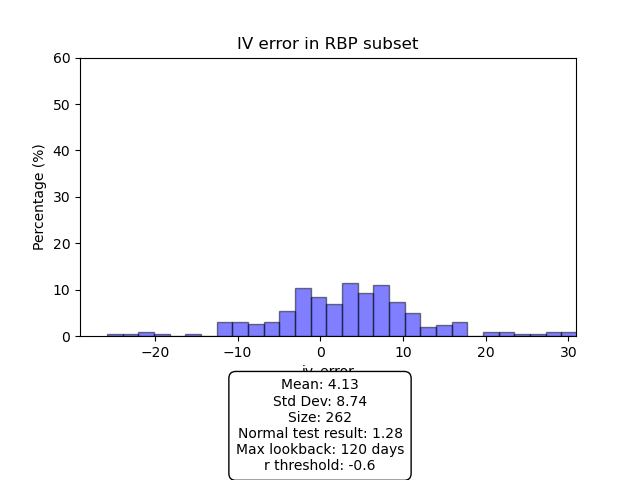 IV error in RBP subset
60
50
40
30
20
10
0
Percentage (%)
−20
−10
0
10
20
30
iv_error
Mean: 4.13
Std Dev: 8.74
Size: 262
Normal test result: 1.28
Max lookback: 120 days
r threshold: -0.6